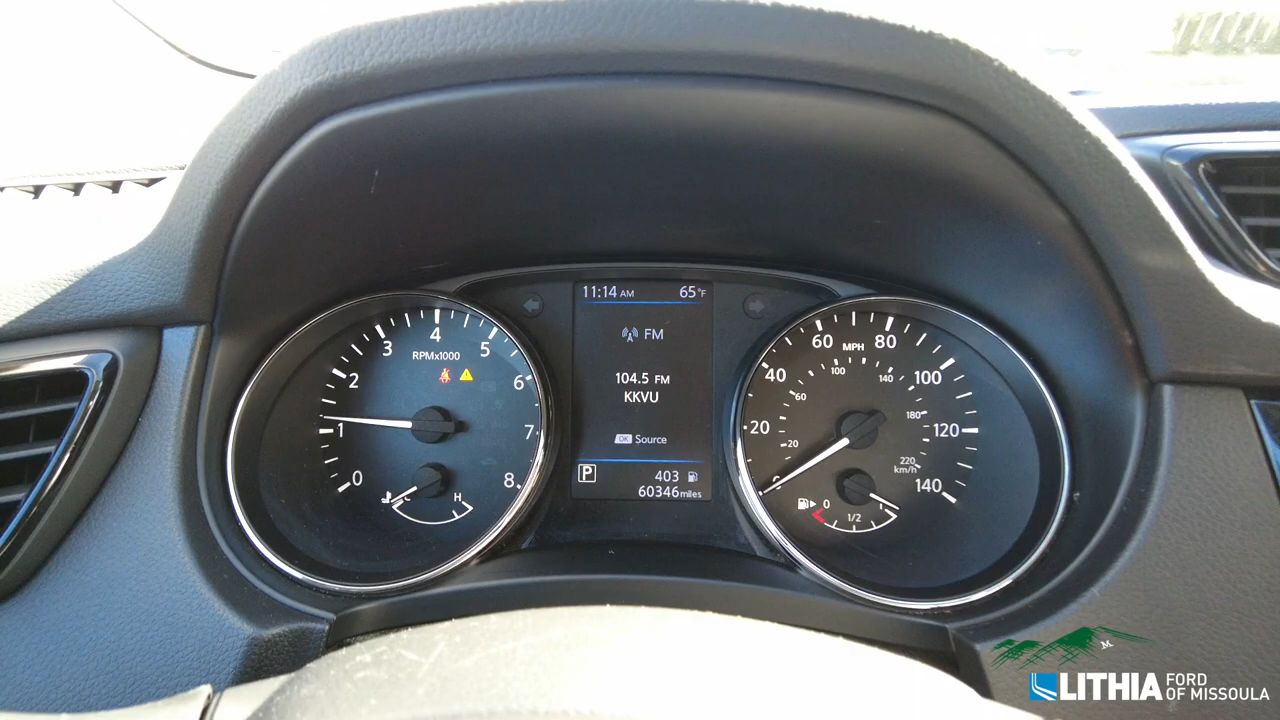 11:14 AM 65°F
FM
104.5 FM
KKVU
OK Source
P 403
60346 miles
0 1 2 3 4 5 6 7 8
RPMx1000
C H
20 40 60 80 100 120 140
MPH
20 60 100 140 180 220
km/h
0 1/2
M
LITHIA FORD
OF MISSOULA